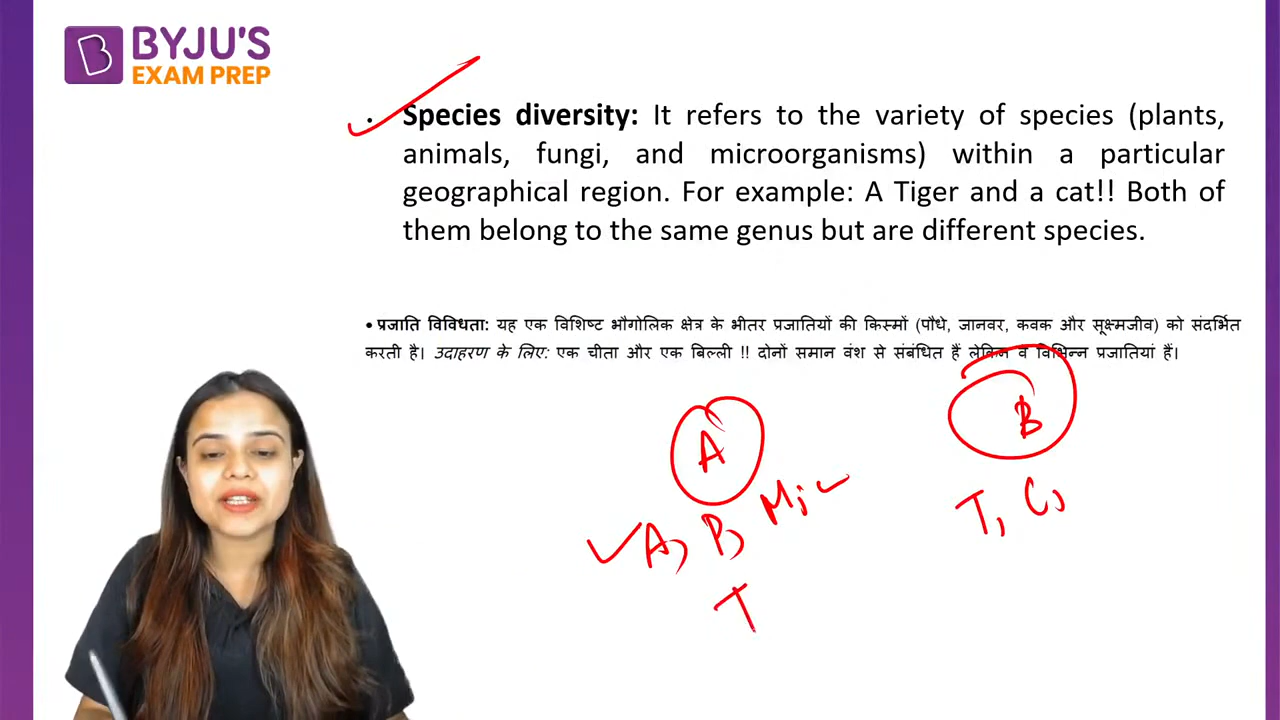 BYJU'S
EXAM PREP
. Species diversity: It refers to the variety of species (plants,
animals, fungi, and microorganisms) within a particular
geographical region. For example: A Tiger and a cat!! Both of
them belong to the same genus but are different species.
• प्रजाति विविधता: यह एक विशिष्ट भौगोलिक क्षेत्र के भीतर प्रजातियों की किस्मों (पौधे, जानवर, कवक और सूक्ष्मजीव) को संदर्भित
करती है। उदाहरण के लिए: एक चीता और एक बिल्ली !! दोनों समान वंश से संबंधित हैं लेकिन वे विभिन्न प्रजातियां हैं।
A
B
A, B,
T, C,
T